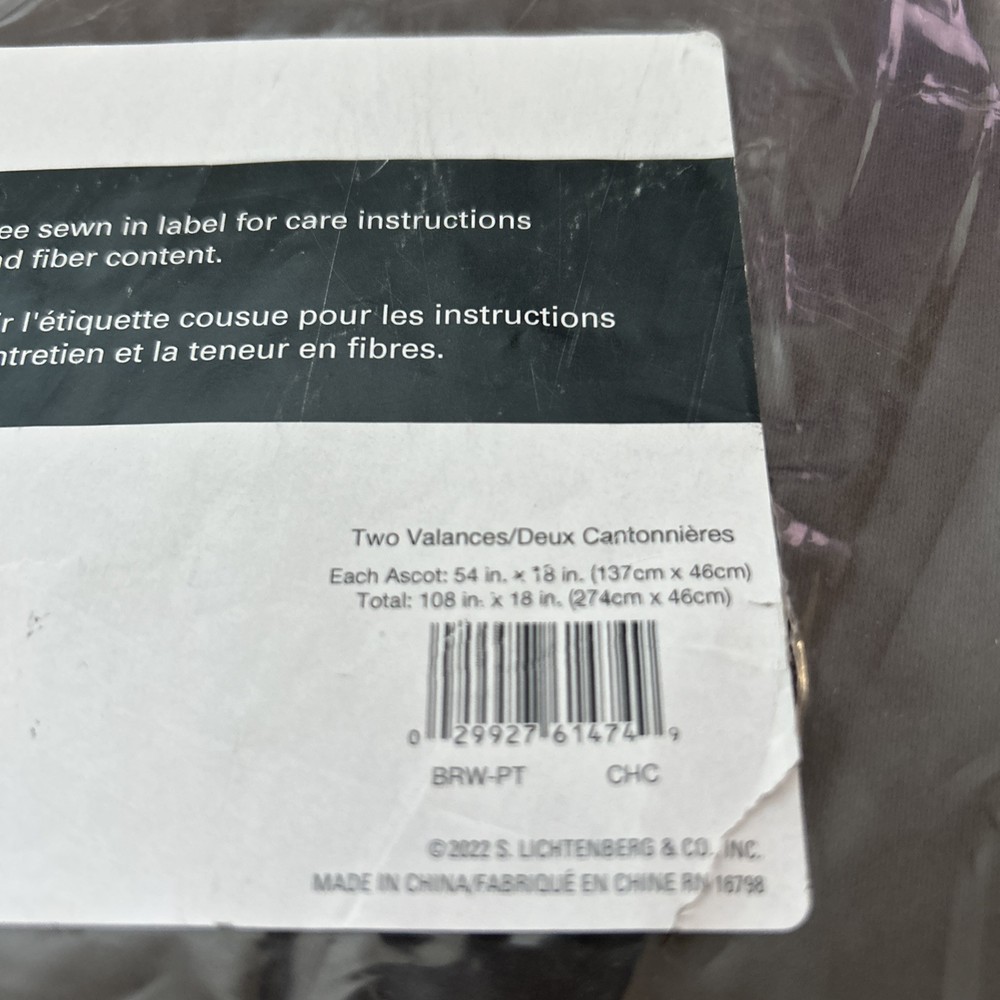 ee sewn in label for care instructions
nd fiber content.
ir l'étiquette cousue pour les instructions
ntretien et la teneur en fibres.
Two Valances/Deux Cantonnières
Each Ascot: 54 in. x 18 in. (137cm x 46cm)
Total: 108 in. x 18 in. (274cm x 46cm)
0 29927 61474 9
BRW-PT CHC
©2022 S. LICHTENBERG & CO., INC.
MADE IN CHINA/FABRIQUÉ EN CHINE RN 16798